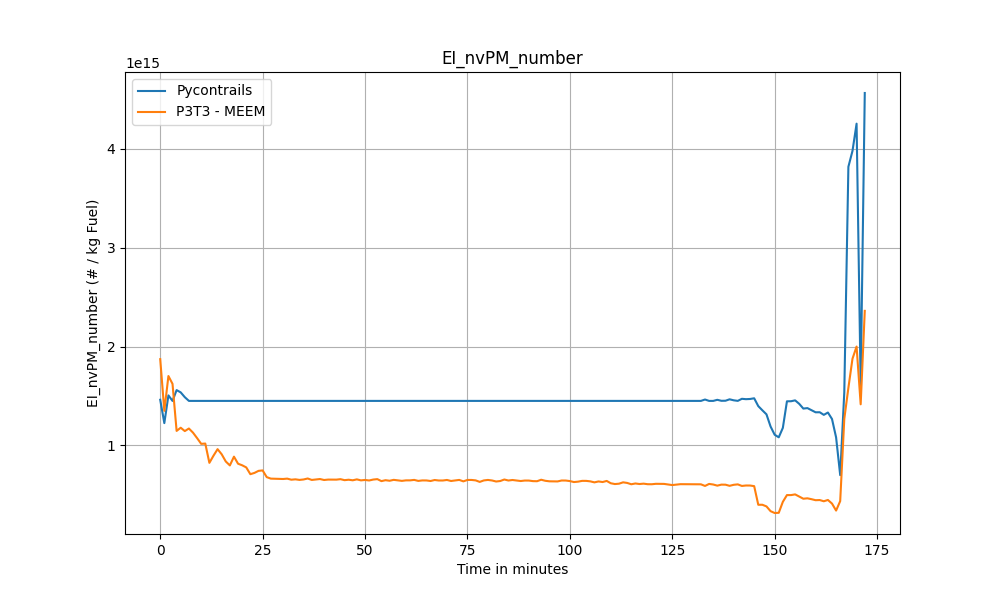 EI_nvPM_number
1e15
Pycontrails
P3T3 - MEEM
4
3
2
1
EI_nvPM_number (# / kg Fuel)
0
25
50
75
100
125
150
175
Time in minutes